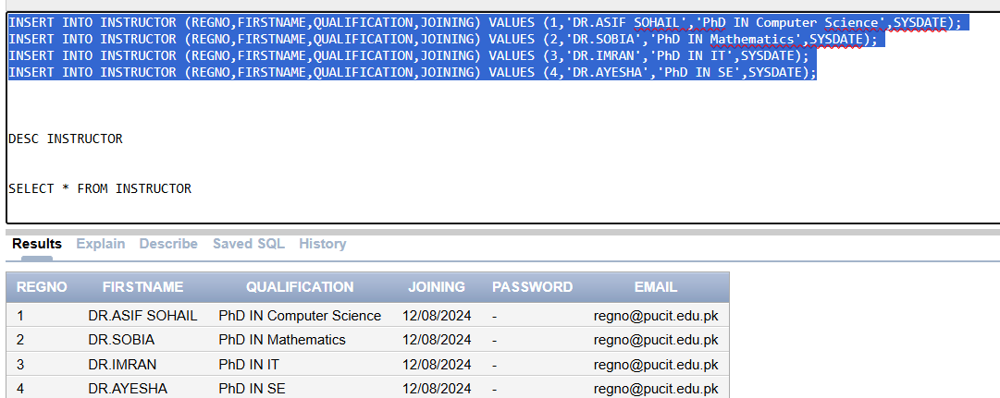 INSERT INTO INSTRUCTOR (REGNO,FIRSTNAME,QUALIFICATION,JOINING) VALUES (1,'DR.ASIF SOHAIL','PhD IN Computer Science',SYSDATE);
INSERT INTO INSTRUCTOR (REGNO,FIRSTNAME,QUALIFICATION,JOINING) VALUES (2,'DR.SOBIA','PhD IN Mathematics',SYSDATE);
INSERT INTO INSTRUCTOR (REGNO,FIRSTNAME,QUALIFICATION,JOINING) VALUES (3,'DR.IMRAN','PhD IN IT',SYSDATE);
INSERT INTO INSTRUCTOR (REGNO,FIRSTNAME,QUALIFICATION,JOINING) VALUES (4,'DR.AYESHA','PhD IN SE',SYSDATE);
DESC INSTRUCTOR
SELECT * FROM INSTRUCTOR
Results Explain Describe Saved SQL History
REGNO FIRSTNAME QUALIFICATION JOINING PASSWORD EMAIL
1 DR.ASIF SOHAIL PhD IN Computer Science 12/08/2024 - regno@pucit.edu.pk
2 DR.SOBIA PhD IN Mathematics 12/08/2024 - regno@pucit.edu.pk
3 DR.IMRAN PhD IN IT 12/08/2024 - regno@pucit.edu.pk
4 DR.AYESHA PhD IN SE 12/08/2024 - regno@pucit.edu.pk